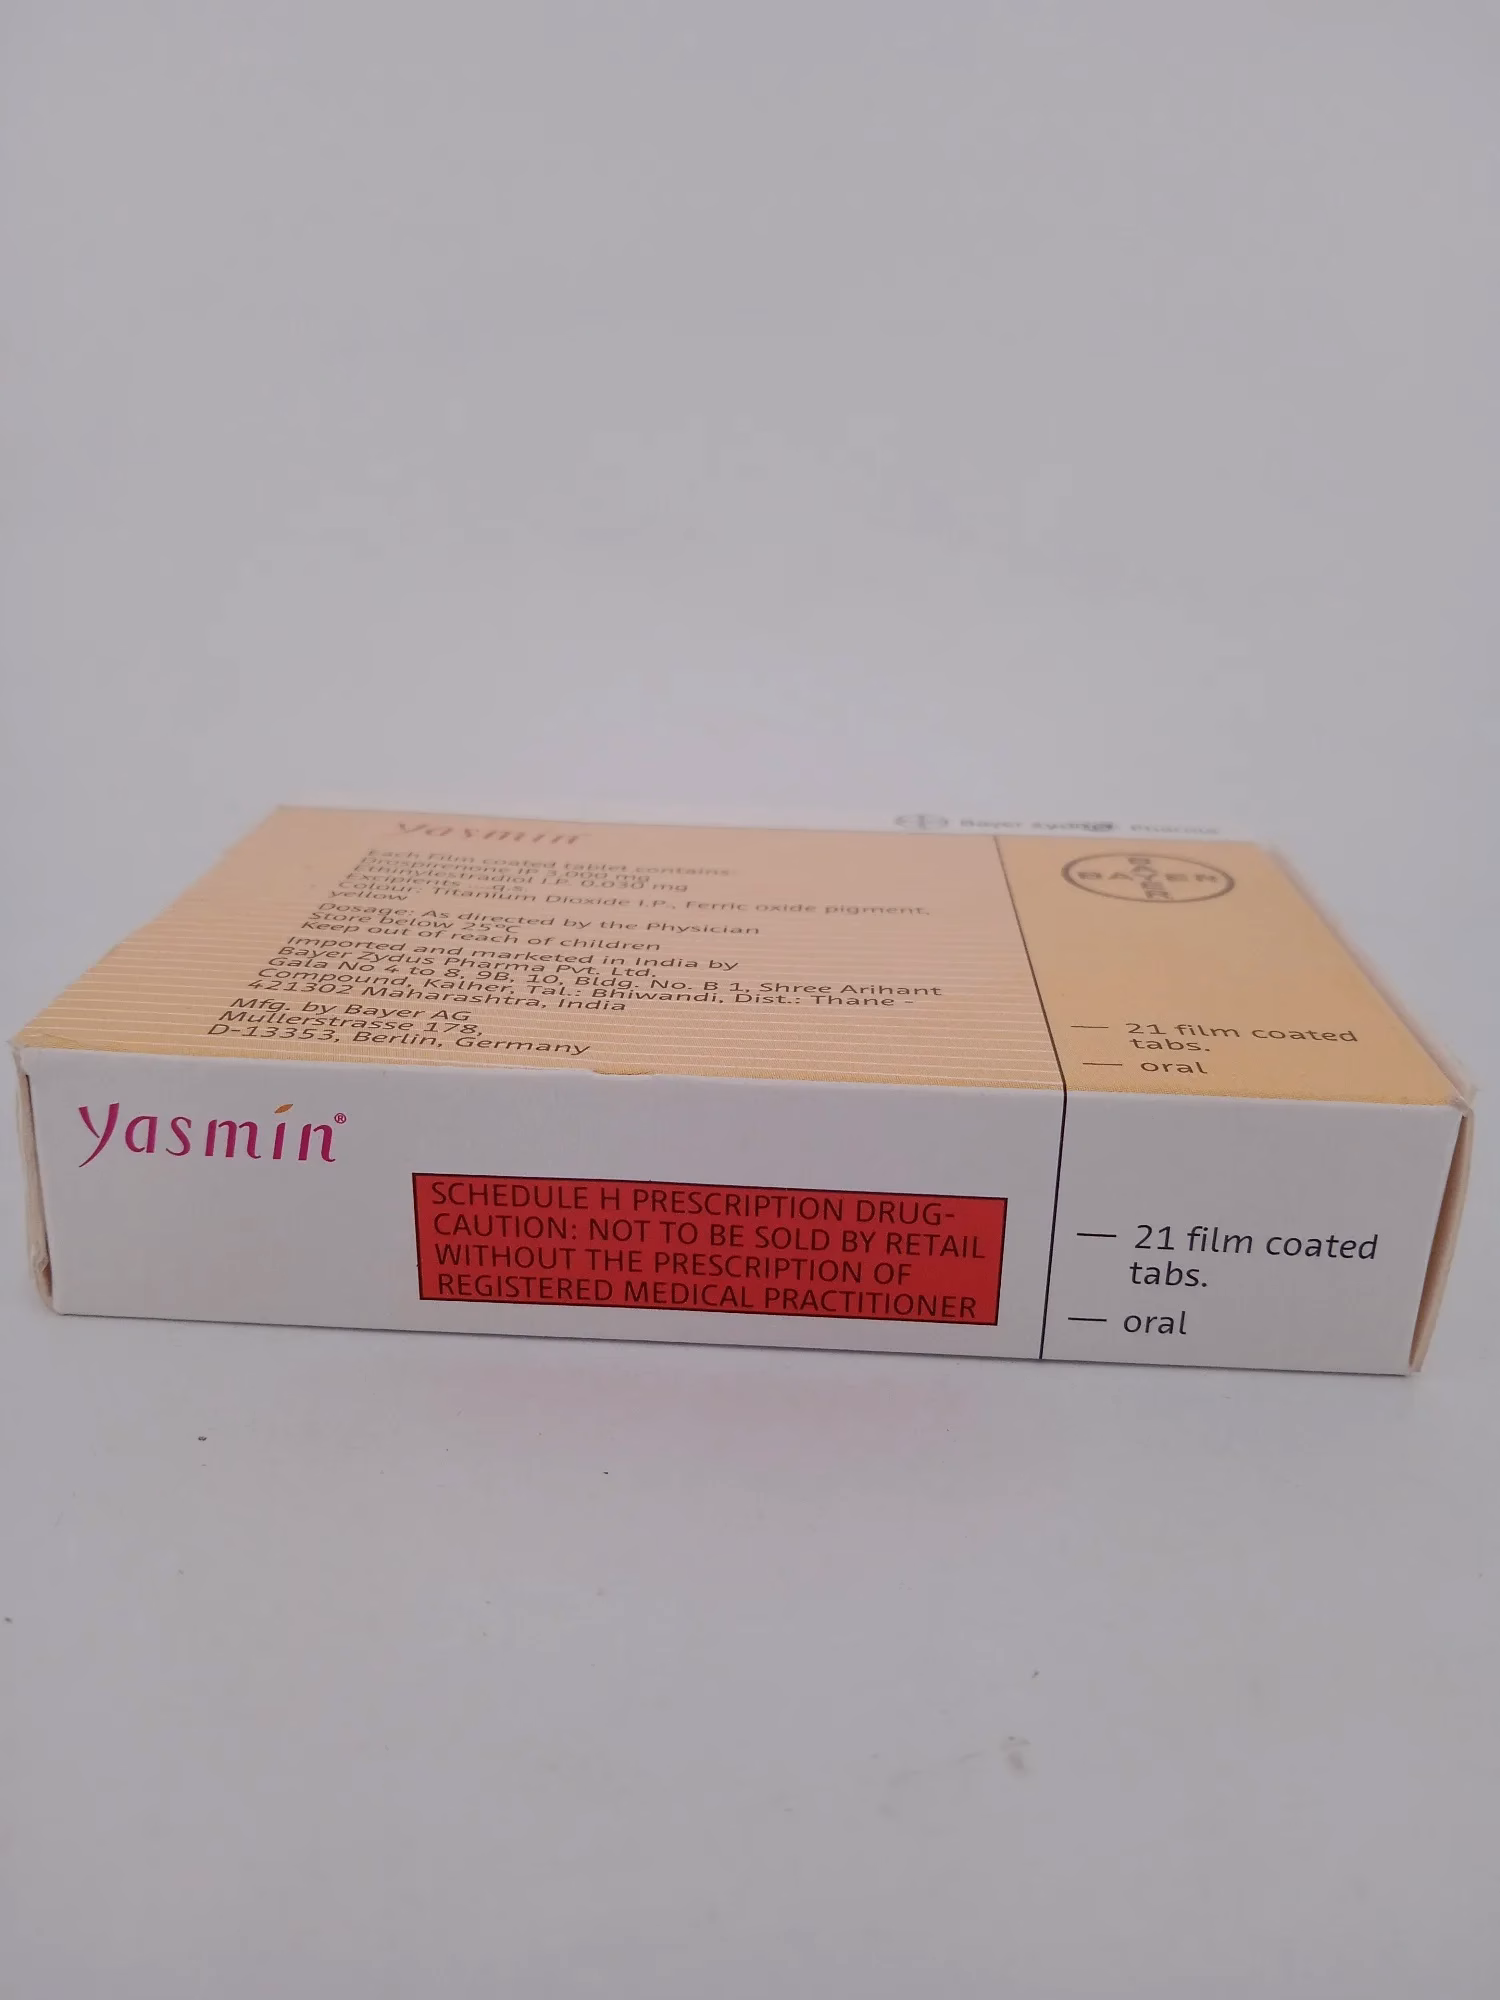 yasmin
Bayer Zydus Pharma
Each Film coated tablet contains:
Drospirenone IP 3.000 mg
Ethinylestradiol I.P. 0.030 mg
Excipients ...q.s.
Colour: Titanium Dioxide I.P., Ferric oxide pigment,
yellow
Dosage: As directed by the Physician
Store below 25°C
Keep out of reach of children
Imported and marketed in India by
Bayer Zydus Pharma Pvt. Ltd.
Gala No 4 to 8, 9B, 10, Bldg. No. B 1, Shree Arihant
Compound, Kalher, Tal.: Bhiwandi, Dist.: Thane -
421302 Maharashtra, India
Mfg. by Bayer AG
Mullerstrasse 178,
D-13353, Berlin, Germany
BAYER
BAYER
— 21 film coated
tabs.
— oral
yasmin®
SCHEDULE H PRESCRIPTION DRUG-
CAUTION: NOT TO BE SOLD BY RETAIL
WITHOUT THE PRESCRIPTION OF
REGISTERED MEDICAL PRACTITIONER
— 21 film coated
tabs.
— oral